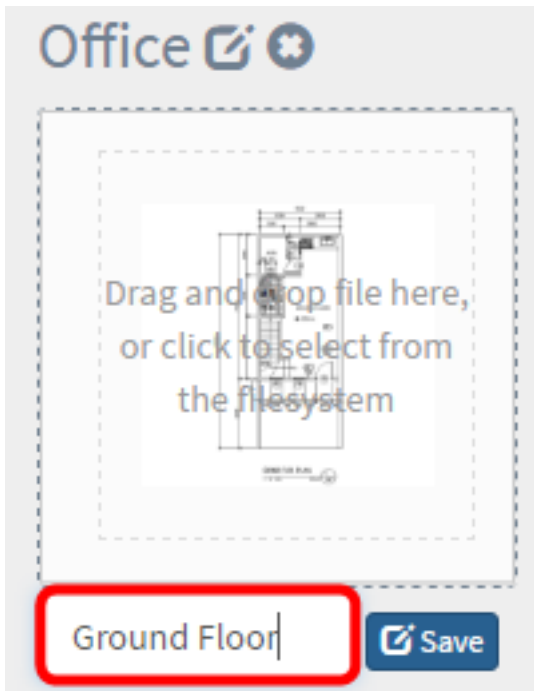 Office
Drag and drop file here,
or click to select from
the filesystem
Ground Floor
Save